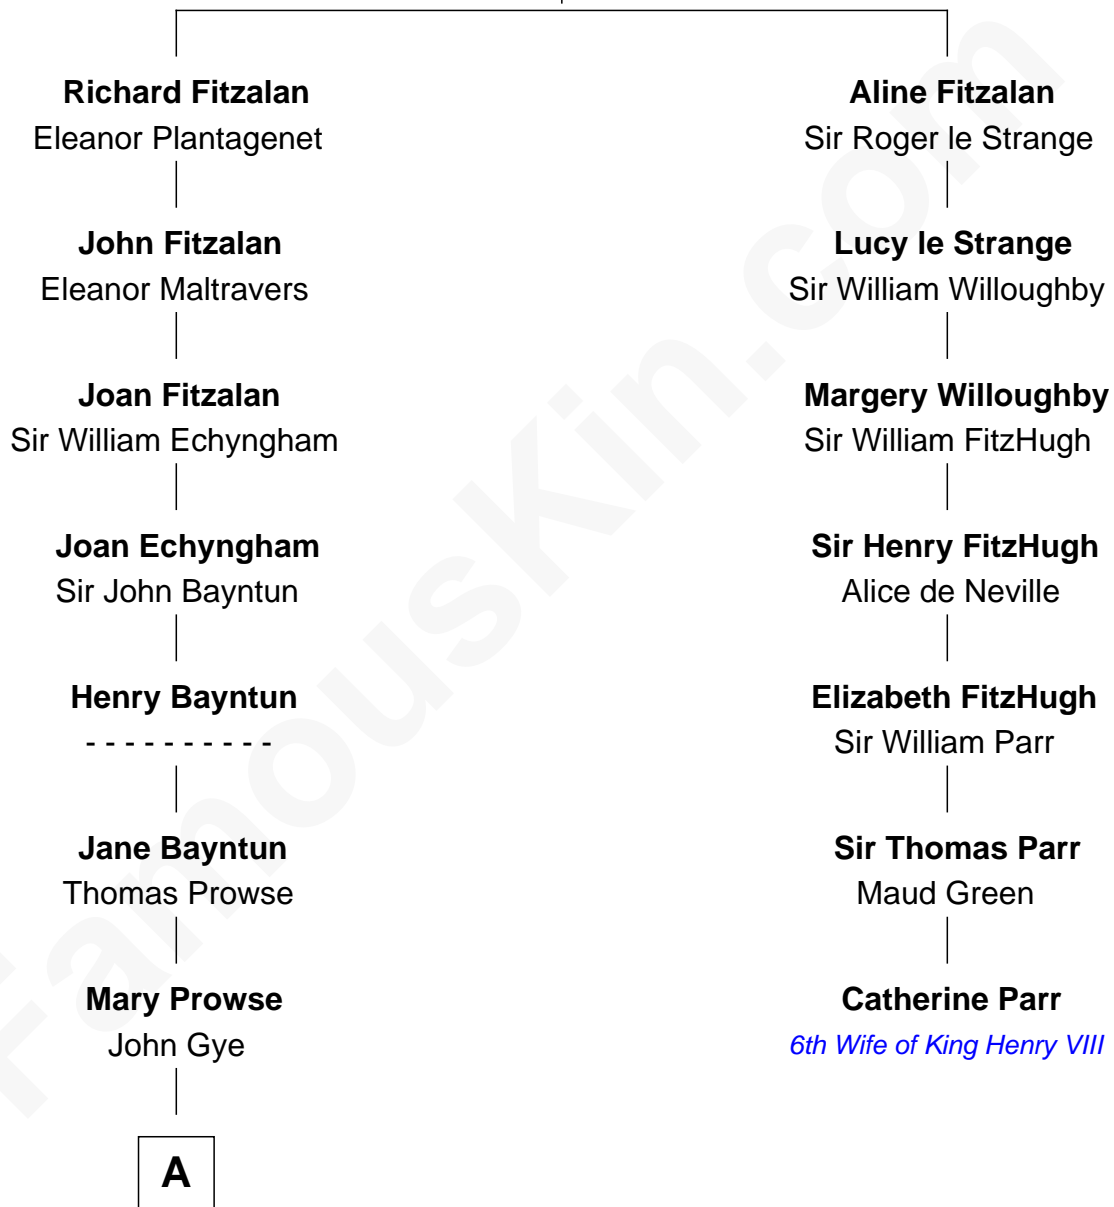 Richard Fitzalan
Eleanor Plantagenet
John Fitzalan
Eleanor Maltravers
Joan Fitzalan
Sir William Echyngham
Joan Echyngham
Sir John Bayntun
Henry Bayntun
- - - - - - - - - -
Jane Bayntun
Thomas Prowse
Mary Prowse
John Gye
A
Aline Fitzalan
Sir Roger le Strange
Lucy le Strange
Sir William Willoughby
Margery Willoughby
Sir William FitzHugh
Sir Henry FitzHugh
Alice de Neville
Elizabeth FitzHugh
Sir William Parr
Sir Thomas Parr
Maud Green
Catherine Parr
6th Wife of King Henry VIII
FamousKin.com